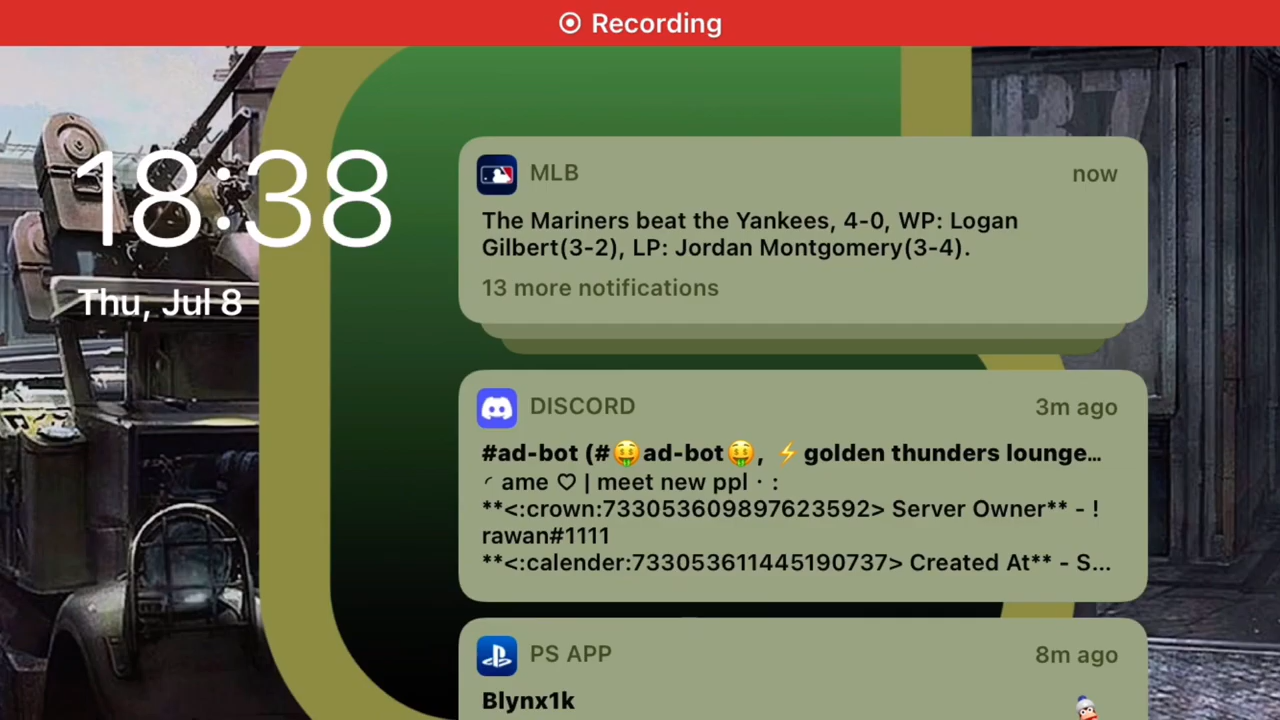 Recording
18:38
Thu, Jul 8
MLB
now
The Mariners beat the Yankees, 4-0, WP: Logan
Gilbert(3-2), LP: Jordan Montgomery(3-4).
13 more notifications
DISCORD
3m ago
#ad-bot (#🤑ad-bot🤑, ⚡golden thunders lounge…
◜ ame ♡ | meet new ppl · :
**<:crown:733053609897623592> Server Owner** - !
rawan#1111
**<:calender:733053611445190737> Created At** - S...
PS APP
8m ago
Blynx1k